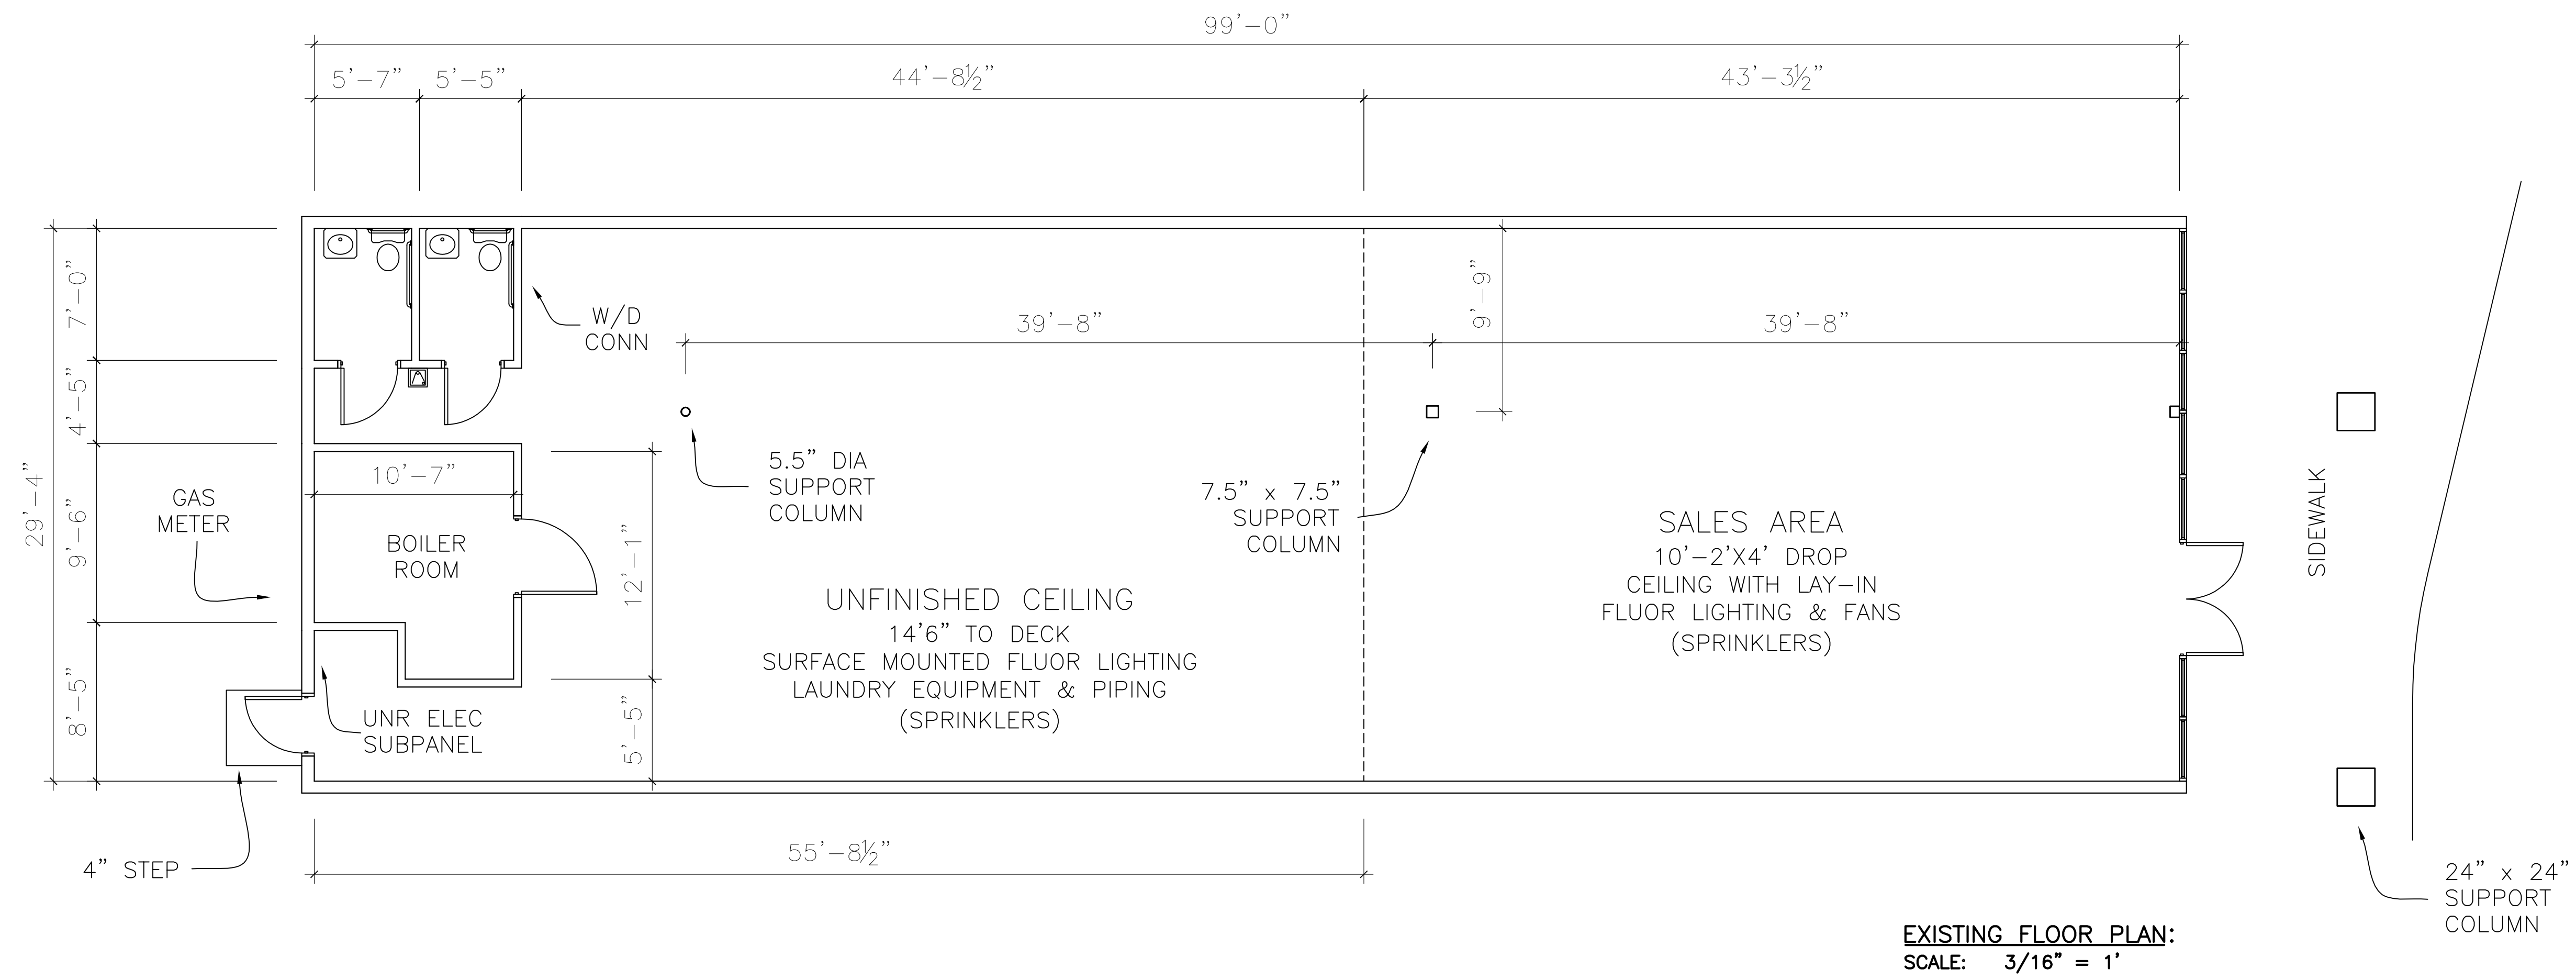 99'-0"
5'-7"
5'-5"
44'-8½"
43'-3½"
29'-4"
7'-0"
4'-5"
9'-6"
8'-5"
W/D
CONN
39'-8"
9'-9"
39'-8"
5.5" DIA
SUPPORT
COLUMN
7.5" x 7.5"
SUPPORT
COLUMN
GAS
METER
10'-7"
BOILER
ROOM
12'-1"
5'-5"
UNFINISHED CEILING
14'6" TO DECK
SURFACE MOUNTED FLUOR LIGHTING
LAUNDRY EQUIPMENT & PIPING
(SPRINKLERS)
SALES AREA
10'-2'X4' DROP
CEILING WITH LAY-IN
FLUOR LIGHTING & FANS
(SPRINKLERS)
SIDEWALK
UNR ELEC
SUBPANEL
4" STEP
55'-8½"
24" x 24"
SUPPORT
COLUMN
EXISTING FLOOR PLAN:
SCALE: 3/16" = 1'